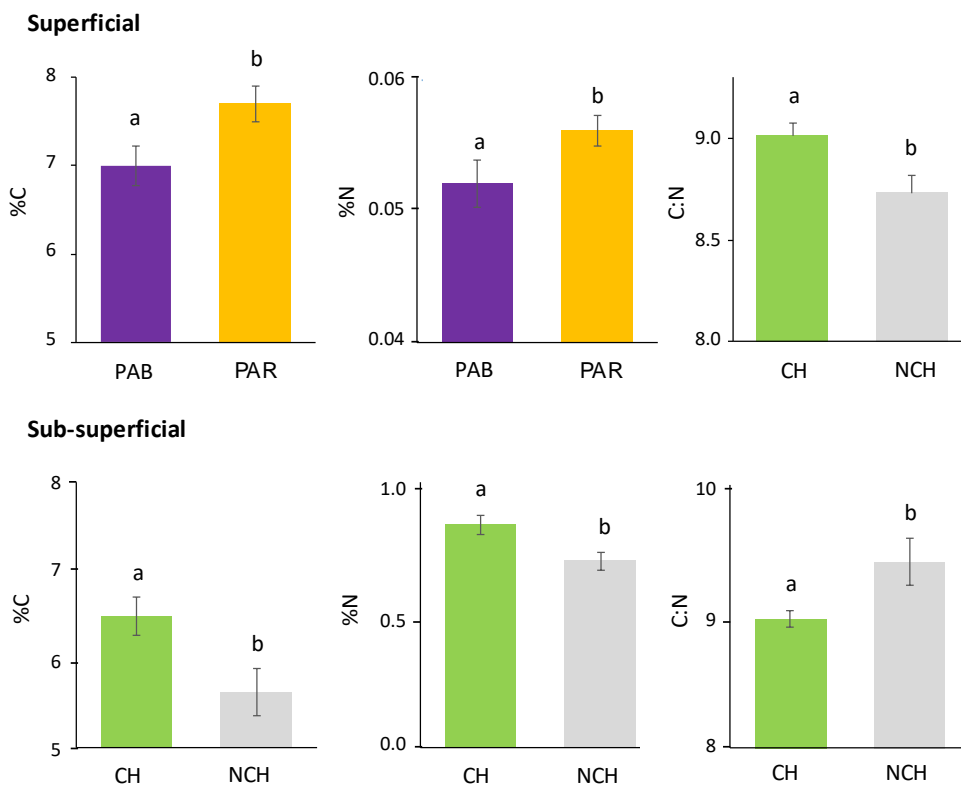 Superficial
%C
8
7
6
5
a
b
PAB
PAR
%N
0.06
0.05
0.04
a
b
PAB
PAR
C:N
9.0
8.5
8.0
a
b
CH
NCH
Sub-superficial
%C
8
7
6
5
a
b
CH
NCH
%N
1.0
0.5
0.0
a
b
CH
NCH
C:N
10
9
8
a
b
CH
NCH